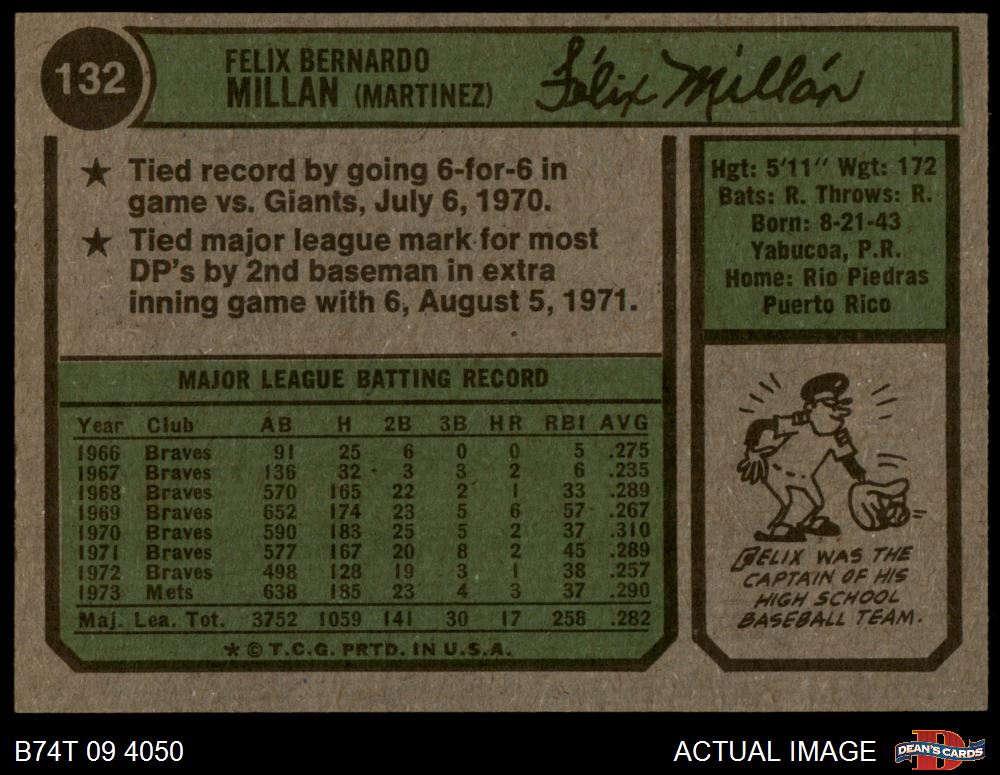 132
FELIX BERNARDO
MILLAN (MARTINEZ)
Félix Millán
★ Tied record by going 6-for-6 in
game vs. Giants, July 6, 1970.
★ Tied major league mark for most
DP's by 2nd baseman in extra
inning game with 6, August 5, 1971.
Hgt: 5'11" Wgt: 172
Bats: R. Throws: R.
Born: 8-21-43
Yabucoa, P.R.
Home: Rio Piedras
Puerto Rico
MAJOR LEAGUE BATTING RECORD
Year Club AB H 2B 3B HR RBI AVG
1966 Braves 91 25 6 0 0 5 .275
1967 Braves 136 32 3 3 2 6 .235
1968 Braves 570 165 22 2 1 33 .289
1969 Braves 652 174 23 5 6 57 .267
1970 Braves 590 183 25 5 2 37 .310
1971 Braves 577 167 20 8 2 45 .289
1972 Braves 498 128 19 3 1 38 .257
1973 Mets 638 185 23 4 3 37 .290
Maj. Lea. Tot. 3752 1059 141 30 17 258 .282
* © T.C.G. PRTD. IN U.S.A.
FELIX WAS THE
CAPTAIN OF HIS
HIGH SCHOOL
BASEBALL TEAM.
B74T 09 4050
ACTUAL IMAGE
D
DEAN'S CARDS